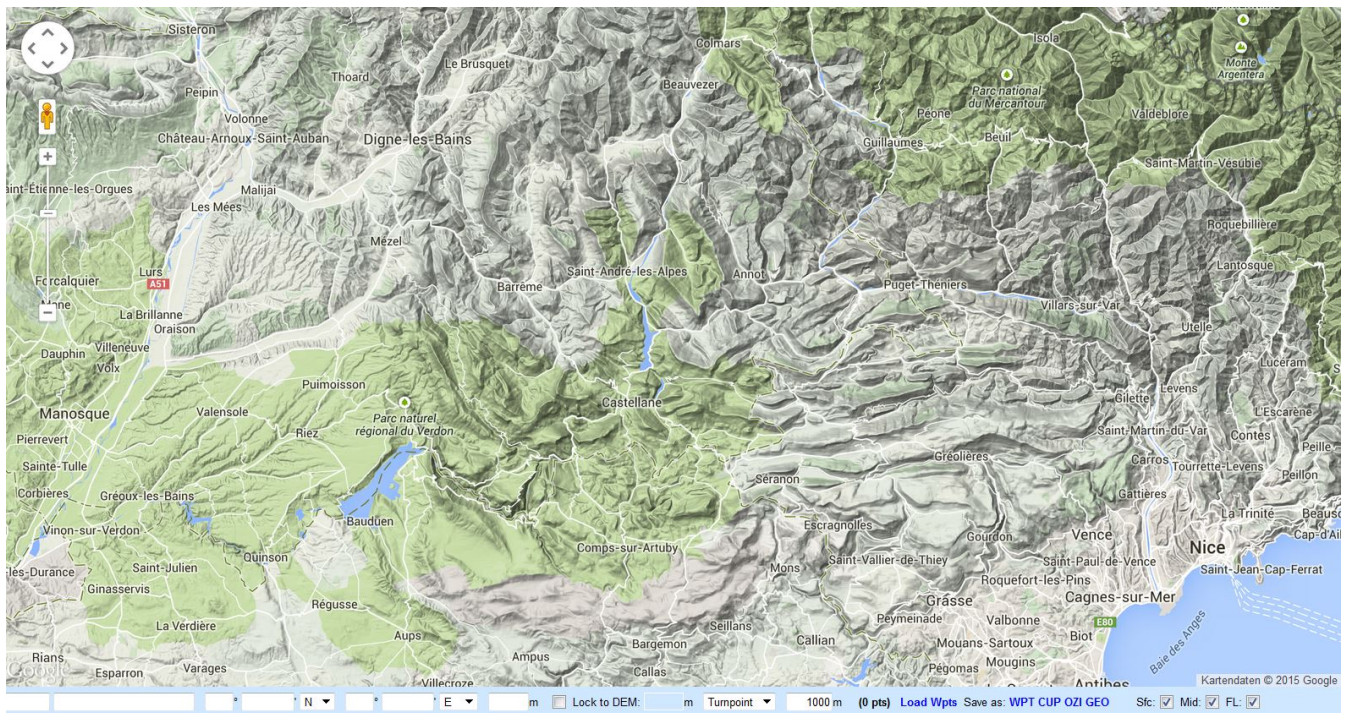 Sisteron
Colmars
Isola
Le Brusquet
Thoard
Beauvezer
Monte
Argentera
Parc national
du Mercantour
Peipin
Volonne
Péone
Valdeblore
Château-Arnoux-Saint-Auban
Digne-les-Bains
Guillaumes
Beuil
Saint-Martin-Vésubie
aint-Étienne-les-Orgues
Malijai
Les Mées
Roquebillière
Mézel
Lurs
Saint-André-les-Alpes
Annot
Lantosque
Forcalquier
A51
Barrême
Puget-Théniers
Mane
La Brillanne
Villars-sur-Var
Oraison
Utelle
Dauphin
Villeneuve
Volx
Lucéram
Puimoisson
Levens
Castellane
Gilette
Manosque
Valensole
Parc naturel
régional du Verdon
L'Escarène
Riez
Saint-Martin-du-Var
Contes
Pierrevert
Peille
Sainte-Tulle
Gréolières
Carros
Tourrette-Levens
Séranon
Peillon
Corbières
Gréoux-les-Bains
Gattières
La Trinité
Beausc
Bauduen
Escragnolles
Vinon-sur-Verdon
Gourdon
Vence
Cap-d'Ail
Comps-sur-Artuby
Nice
Quinson
Saint-Vallier-de-Thiey
Saint-Paul-de-Vence
les-Durance
Saint-Julien
Mons
Saint-Jean-Cap-Ferrat
Roquefort-les-Pins
Ginasservis
Grasse
Cagnes-sur-Mer
Régusse
Peymeinade
Valbonne
La Verdière
Seillans
E80
Aups
Callian
Mouans-Sartoux
Biot
Baie des Anges
Rians
Bargemon
Ampus
Mougins
Esparron
Varages
Callas
Pégomas
Google
Villecroze
Antibes
Kartendaten © 2015 Google
° ' N ° ' E m Lock to DEM: m Turnpoint 1000 m (0 pts) Load Wpts Save as: WPT CUP OZI GEO Sfc: Mid: FL: